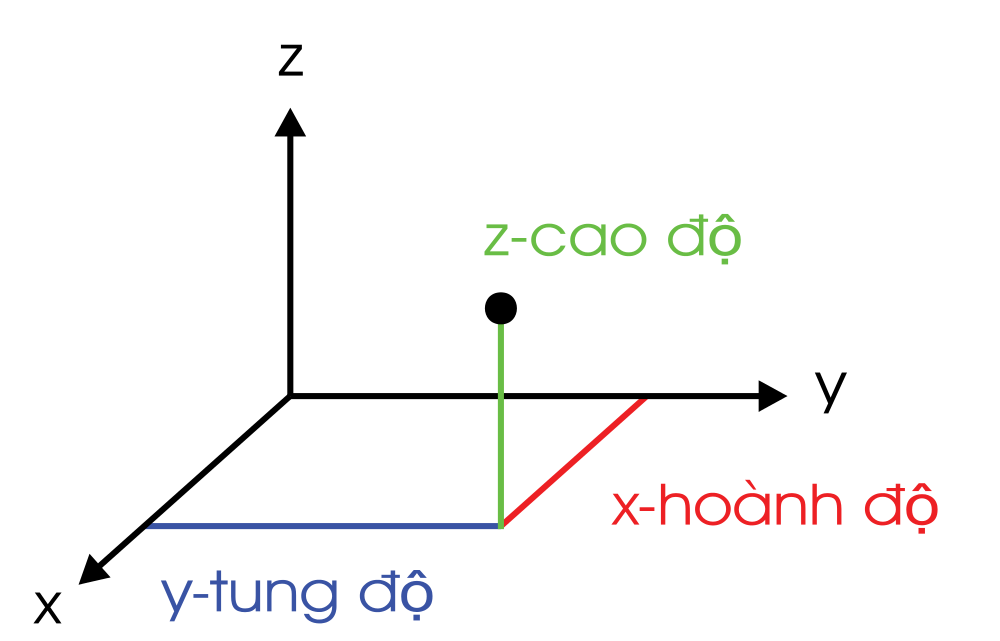 z
z-cao độ
y
x-hoành độ
y-tung độ
x